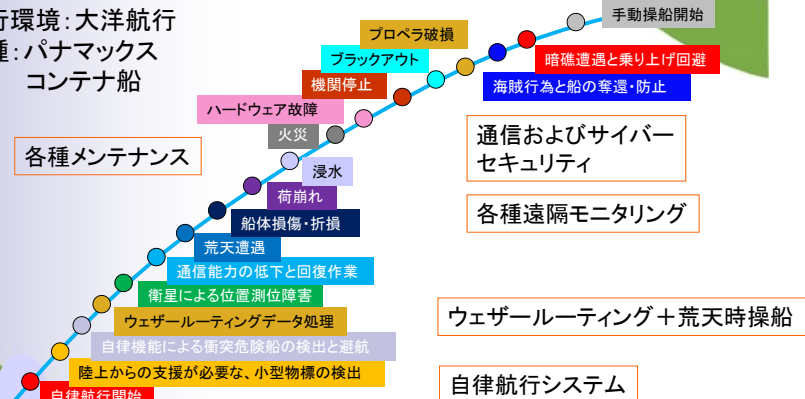 行環境：大洋航行
種：パナマックス
コンテナ船
手動操船開始
プロペラ破損
暗礁遭遇と乗り上げ回避
ブラックアウト
海賊行為と船の奪還・防止
機関停止
ハードウェア故障
火災
浸水
荷崩れ
船体損傷・折損
荒天遭遇
通信能力の低下と回復作業
衛星による位置測位障害
ウェザールーティングデータ処理
自律機能による衝突危険船の検出と避航
陸上からの支援が必要な、小型物標の検出
自律航行開始
各種メンテナンス
通信およびサイバー
セキュリティ
各種遠隔モニタリング
ウェザールーティング＋荒天時操船
自律航行システム